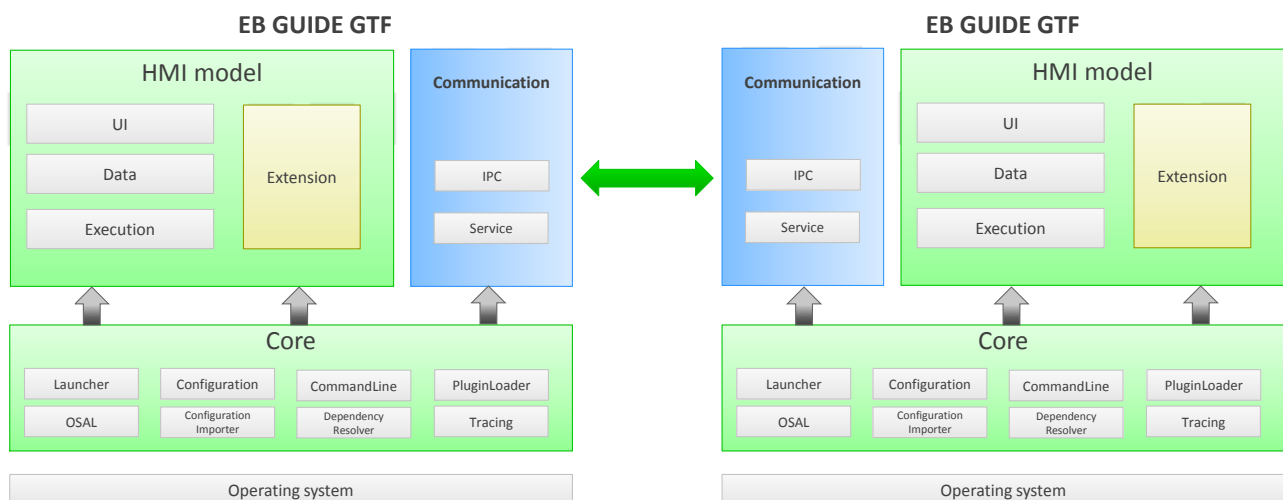 EB GUIDE GTF
HMI model
UI
Data
Execution
Extension
Communication
IPC
Service
Core
Launcher
Configuration
CommandLine
PluginLoader
OSAL
Configuration
Importer
Dependency
Resolver
Tracing
Operating system
EB GUIDE GTF
Communication
IPC
Service
HMI model
UI
Data
Execution
Extension
Core
Launcher
Configuration
CommandLine
PluginLoader
OSAL
Configuration
Importer
Dependency
Resolver
Tracing
Operating system